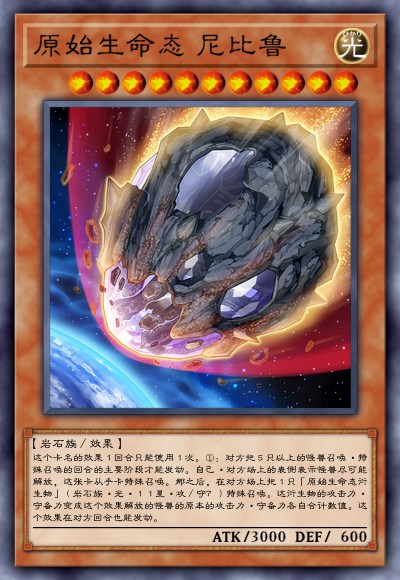 原始生命态 尼比鲁
ひかり
光
【岩石族／效果】
这个卡名的效果1回合只能使用1次。①：对方把5只以上的怪兽召唤・特
殊召唤的回合的主要阶段才能发动。自己・对方场上的表侧表示怪兽尽可能
解放，这张卡从手卡特殊召唤。那之后，在对方场上把1只「原始生命态衍
生物」（岩石族・光・11星・攻／守?）特殊召唤。这衍生物的攻击力・
守备力变成这个效果解放的怪兽的原本的攻击力・守备力各自合计数值。这
个效果在对方回合也能发动。
ATK/3000 DEF/ 600